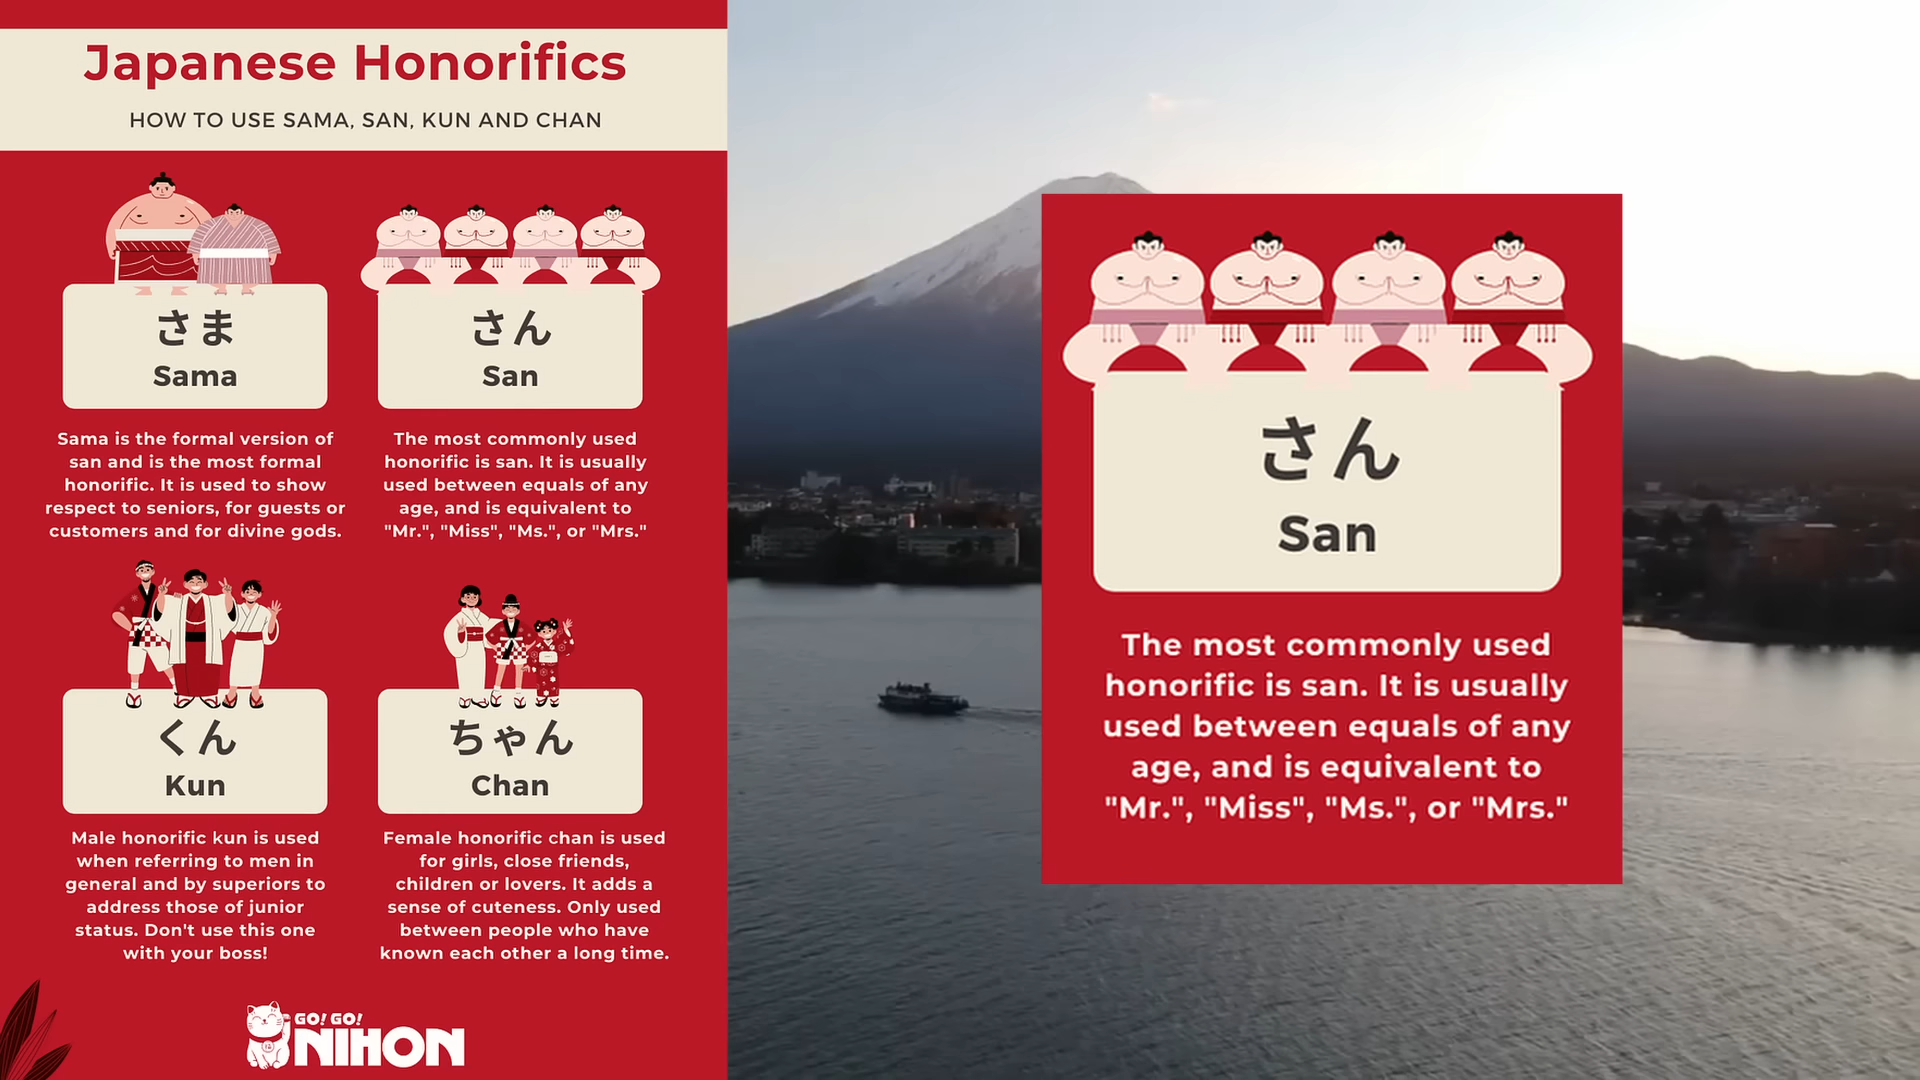 Japanese Honorifics
HOW TO USE SAMA, SAN, KUN AND CHAN
さま
Sama
Sama is the formal version of
san and is the most formal
honorific. It is used to show
respect to seniors, for guests or
customers and for divine gods.
さん
San
The most commonly used
honorific is san. It is usually
used between equals of any
age, and is equivalent to
"Mr.", "Miss", "Ms.", or "Mrs."
くん
Kun
Male honorific kun is used
when referring to men in
general and by superiors to
address those of junior
status. Don't use this one
with your boss!
ちゃん
Chan
Female honorific chan is used
for girls, close friends,
children or lovers. It adds a
sense of cuteness. Only used
between people who have
known each other a long time.
GO! GO!
NIHON
さん
San
The most commonly used
honorific is san. It is usually
used between equals of any
age, and is equivalent to
"Mr.", "Miss", "Ms.", or "Mrs."